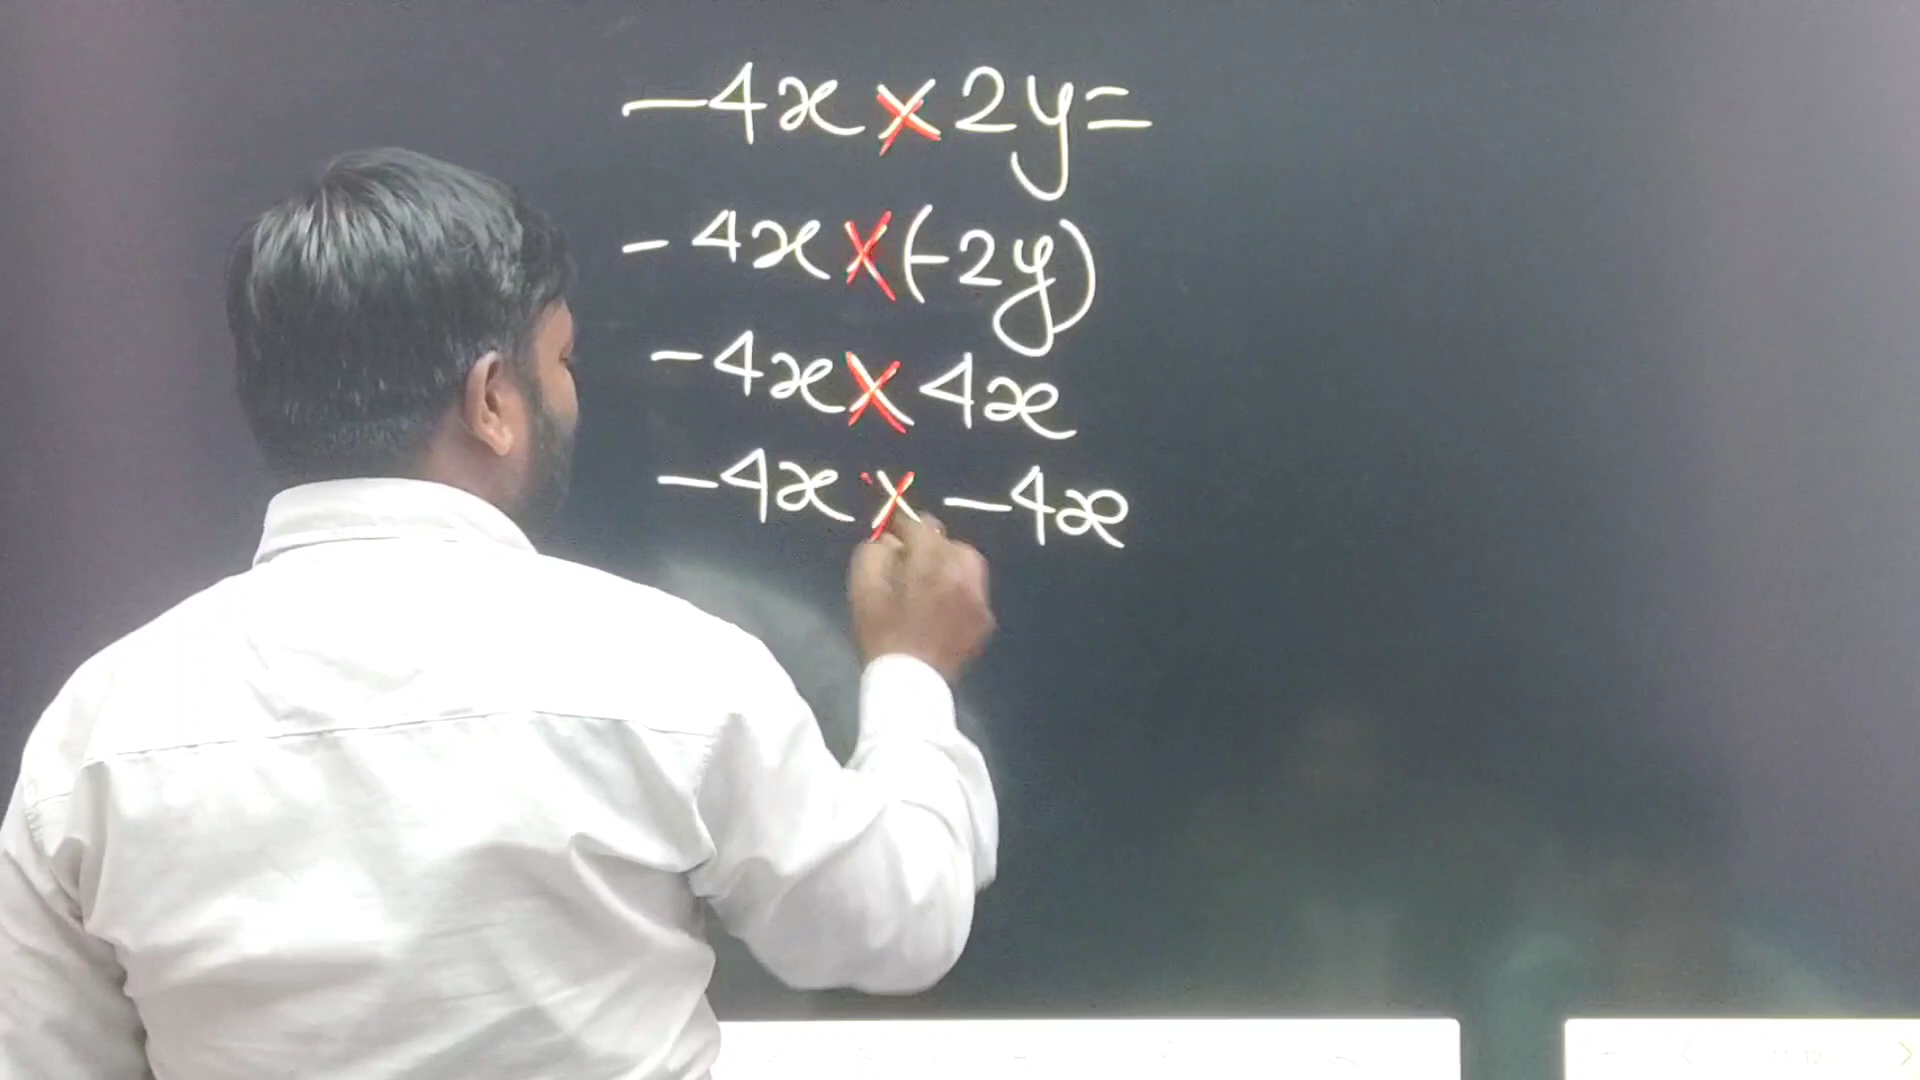 -4x × 2y =
-4x × (-2y)
-4x × 4x
-4x × -4x